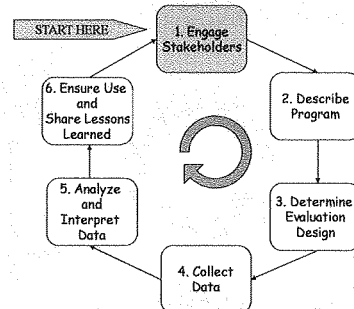 START HERE
1. Engage
Stakeholders
2. Describe
Program
3. Determine
Evaluation
Design
4. Collect
Data
5. Analyze
and
Interpret
Data
6. Ensure Use
and
Share Lessons
Learned